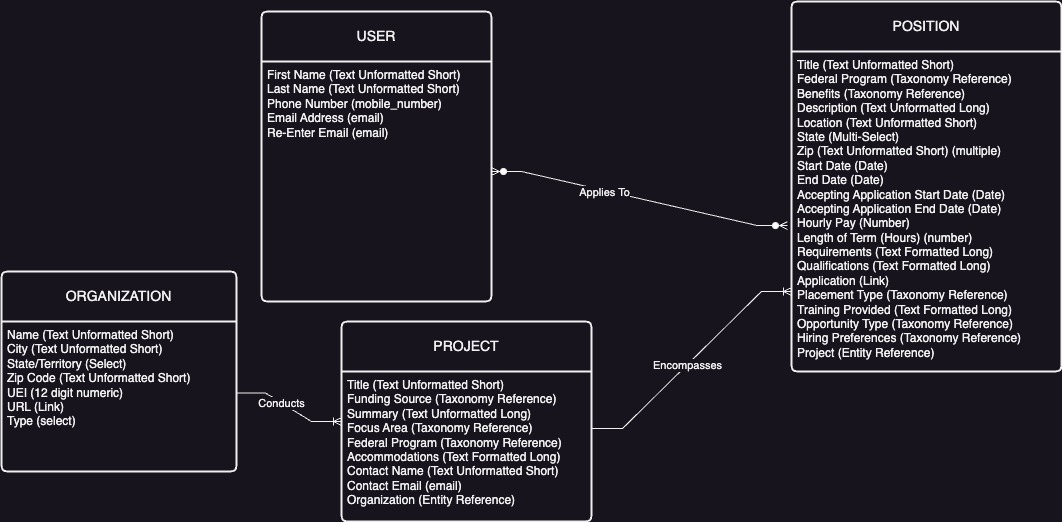 USER
First Name (Text Unformatted Short)
Last Name (Text Unformatted Short)
Phone Number (mobile_number)
Email Address (email)
Re-Enter Email (email)
POSITION
Title (Text Unformatted Short)
Federal Program (Taxonomy Reference)
Benefits (Taxonomy Reference)
Description (Text Unformatted Long)
Location (Text Unformatted Short)
State (Multi-Select)
Zip (Text Unformatted Short) (multiple)
Start Date (Date)
End Date (Date)
Accepting Application Start Date (Date)
Accepting Application End Date (Date)
Hourly Pay (Number)
Length of Term (Hours) (number)
Requirements (Text Formatted Long)
Qualifications (Text Formatted Long)
Application (Link)
Placement Type (Taxonomy Reference)
Training Provided (Text Formatted Long)
Opportunity Type (Taxonomy Reference)
Hiring Preferences (Taxonomy Reference)
Project (Entity Reference)
Applies To
ORGANIZATION
Name (Text Unformatted Short)
City (Text Unformatted Short)
State/Territory (Select)
Zip Code (Text Unformatted Short)
UEI (12 digit numeric)
URL (Link)
Type (select)
Conducts
PROJECT
Title (Text Unformatted Short)
Funding Source (Taxonomy Reference)
Summary (Text Unformatted Long)
Focus Area (Taxonomy Reference)
Federal Program (Taxonomy Reference)
Accommodations (Text Formatted Long)
Contact Name (Text Unformatted Short)
Contact Email (email)
Organization (Entity Reference)
Encompasses